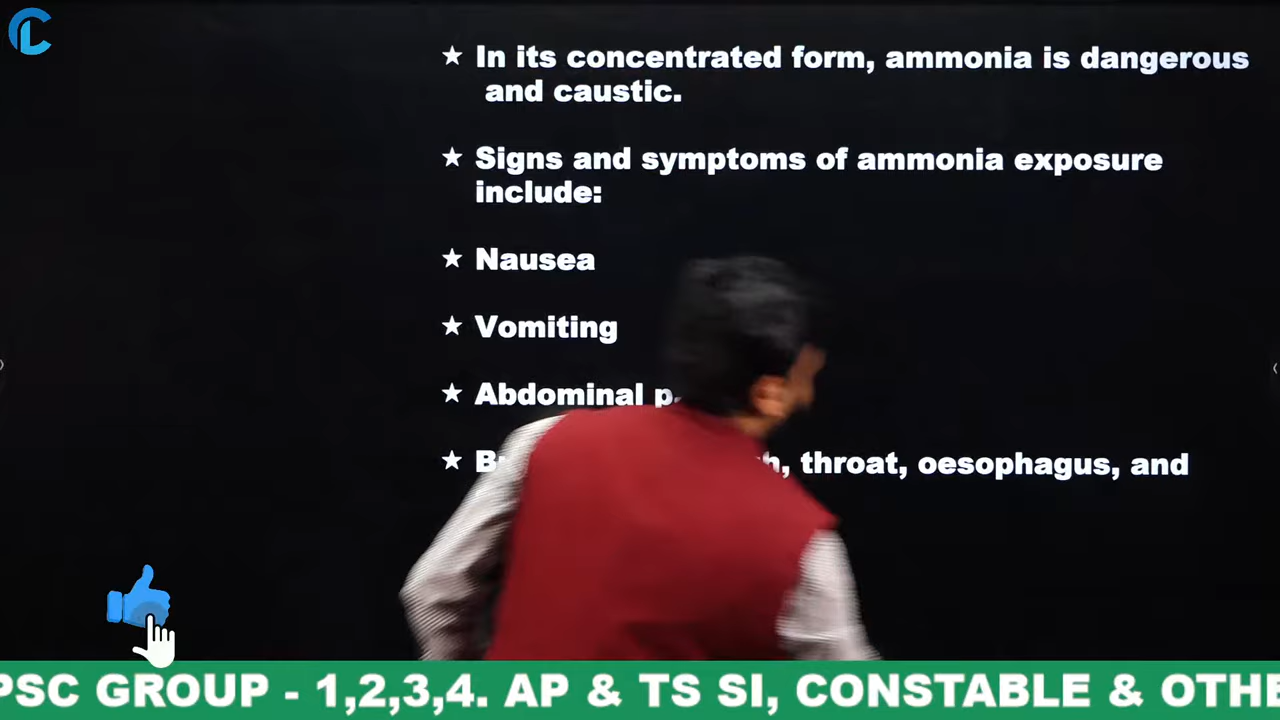 ★ In its concentrated form, ammonia is dangerous
and caustic.
★ Signs and symptoms of ammonia exposure
include:
★ Nausea
★ Vomiting
★ Abdominal
★ throat, oesophagus, and
PSC GROUP - 1,2,3,4. AP & TS SI, CONSTABLE &